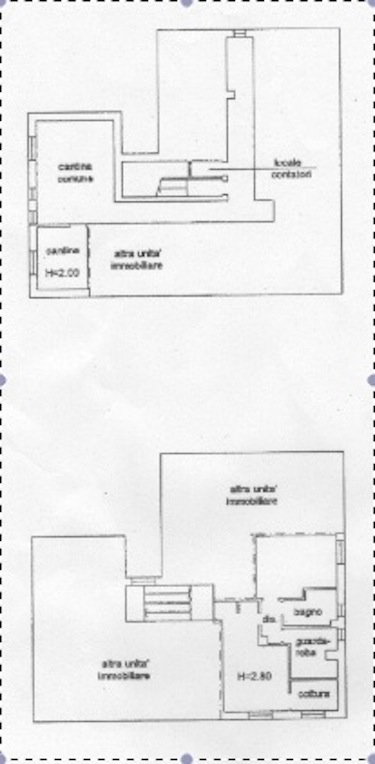 cantina
comune
locale
contatori
cantina
H=2.00
altra unita'
immobiliare
altra unita'
immobiliare
bagno
dis.
guarda-
roba
altra unita'
immobiliare
H=2.80
cottura